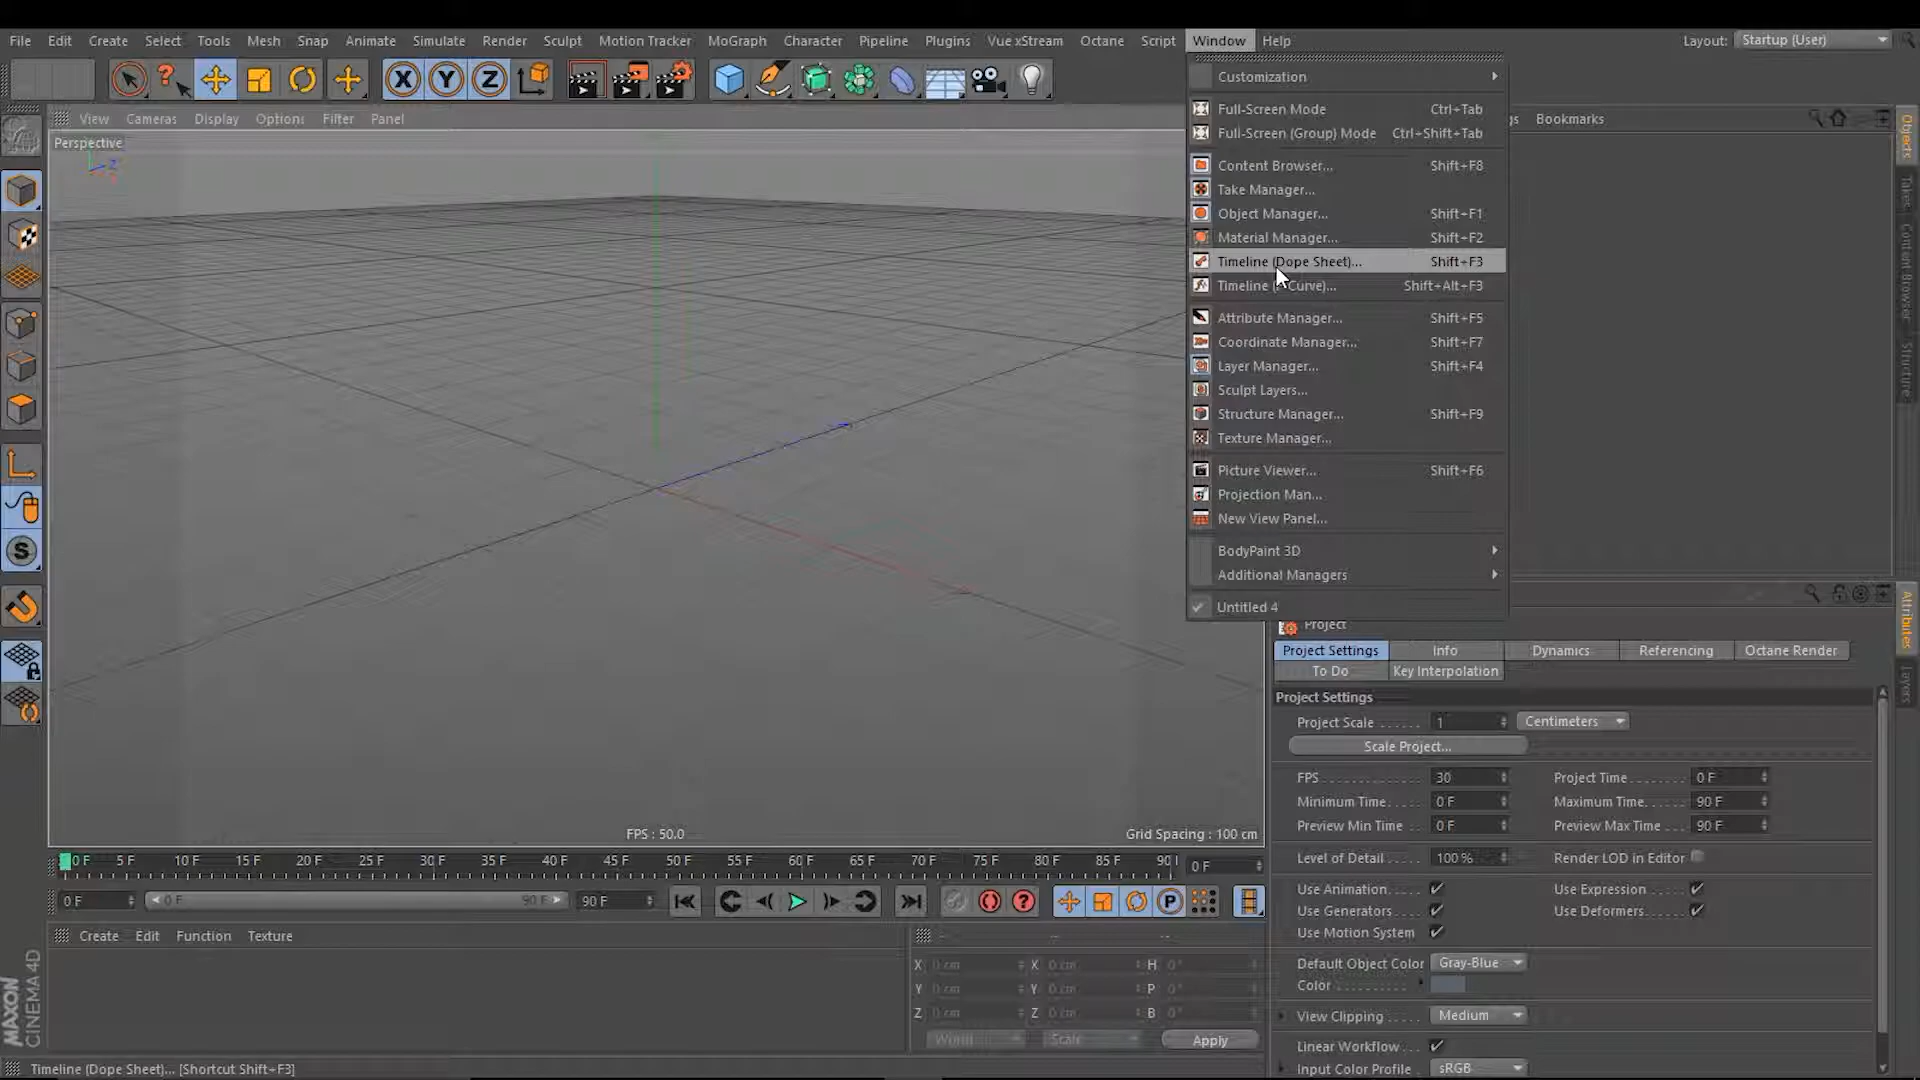 File Edit Create Select Tools Mesh Snap Animate Simulate Render Sculpt Motion Tracker MoGraph Character Pipeline Plugins Vue xStream Octane Script Window Help Layout: Startup (User)
X Y Z
View Cameras Display Options Filter Panel
Perspective
Z
Customization
Full-Screen Mode Ctrl+Tab
Full-Screen (Group) Mode Ctrl+Shift+Tab
Content Browser... Shift+F8
Take Manager...
Object Manager... Shift+F1
Material Manager... Shift+F2
Timeline (Dope Sheet)... Shift+F3
Timeline ( Curve)... Shift+Alt+F3
Attribute Manager... Shift+F5
Coordinate Manager... Shift+F7
Layer Manager... Shift+F4
Sculpt Layers...
Structure Manager... Shift+F9
Texture Manager...
Picture Viewer... Shift+F6
Projection Man...
New View Panel...
BodyPaint 3D
Additional Managers
Untitled 4
gs Bookmarks
Objects
Takes
Content Browser
Structure
Attributes
Layers
Project
Project Settings Info Dynamics Referencing Octane Render
To Do Key Interpolation
Project Settings
Project Scale ...... 1 Centimeters
Scale Project...
FPS ............ 30 Project Time........ 0 F
Minimum Time.... 0 F Maximum Time..... 90 F
Preview Min Time .. 0 F Preview Max Time .... 90 F
Level of Detail ..... 100 % Render LOD in Editor
Use Animation.... Use Expression....
Use Generators.... Use Deformers.....
Use Motion System
Default Object Color Gray-Blue
Color
View Clipping ..... Medium
Linear Workflow...
Input Color Profile . sRGB
FPS : 50.0 Grid Spacing : 100 cm
0 F 5 F 10 F 15 F 20 F 25 F 30 F 35 F 40 F 45 F 50 F 55 F 60 F 65 F 70 F 75 F 80 F 85 F 90 0 F
0 F 0 F 90 F 90 F P
Create Edit Function Texture
X 0 cm X 0 cm H 0°
Y 0 cm Y 0 cm P 0°
Z 0 cm Z 0 cm B 0°
World Scale Apply
MAXON
CINEMA 4D
Timeline (Dope Sheet)... [Shortcut Shift+F3]